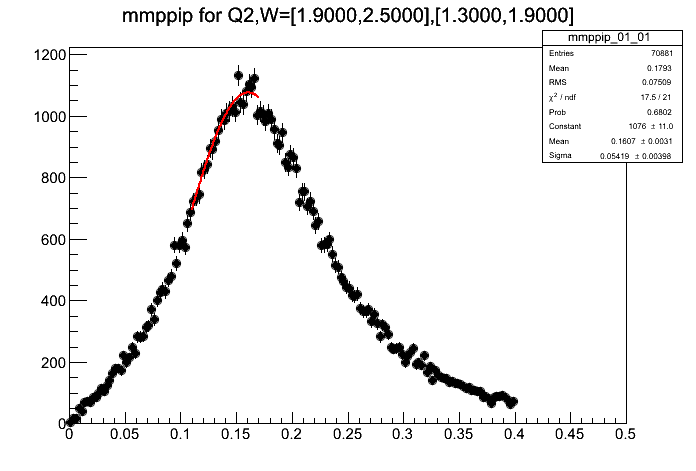 mmppip for Q2,W=[1.9000,2.5000],[1.3000,1.9000]
mmppip_01_01
Entries 70881
Mean 0.1793
RMS 0.07509
χ² / ndf 17.5 / 21
Prob 0.6802
Constant 1076 ± 11.0
Mean 0.1607 ± 0.0031
Sigma 0.05419 ± 0.00398
1200
1000
800
600
400
200
0
0 0.05 0.1 0.15 0.2 0.25 0.3 0.35 0.4 0.45 0.5